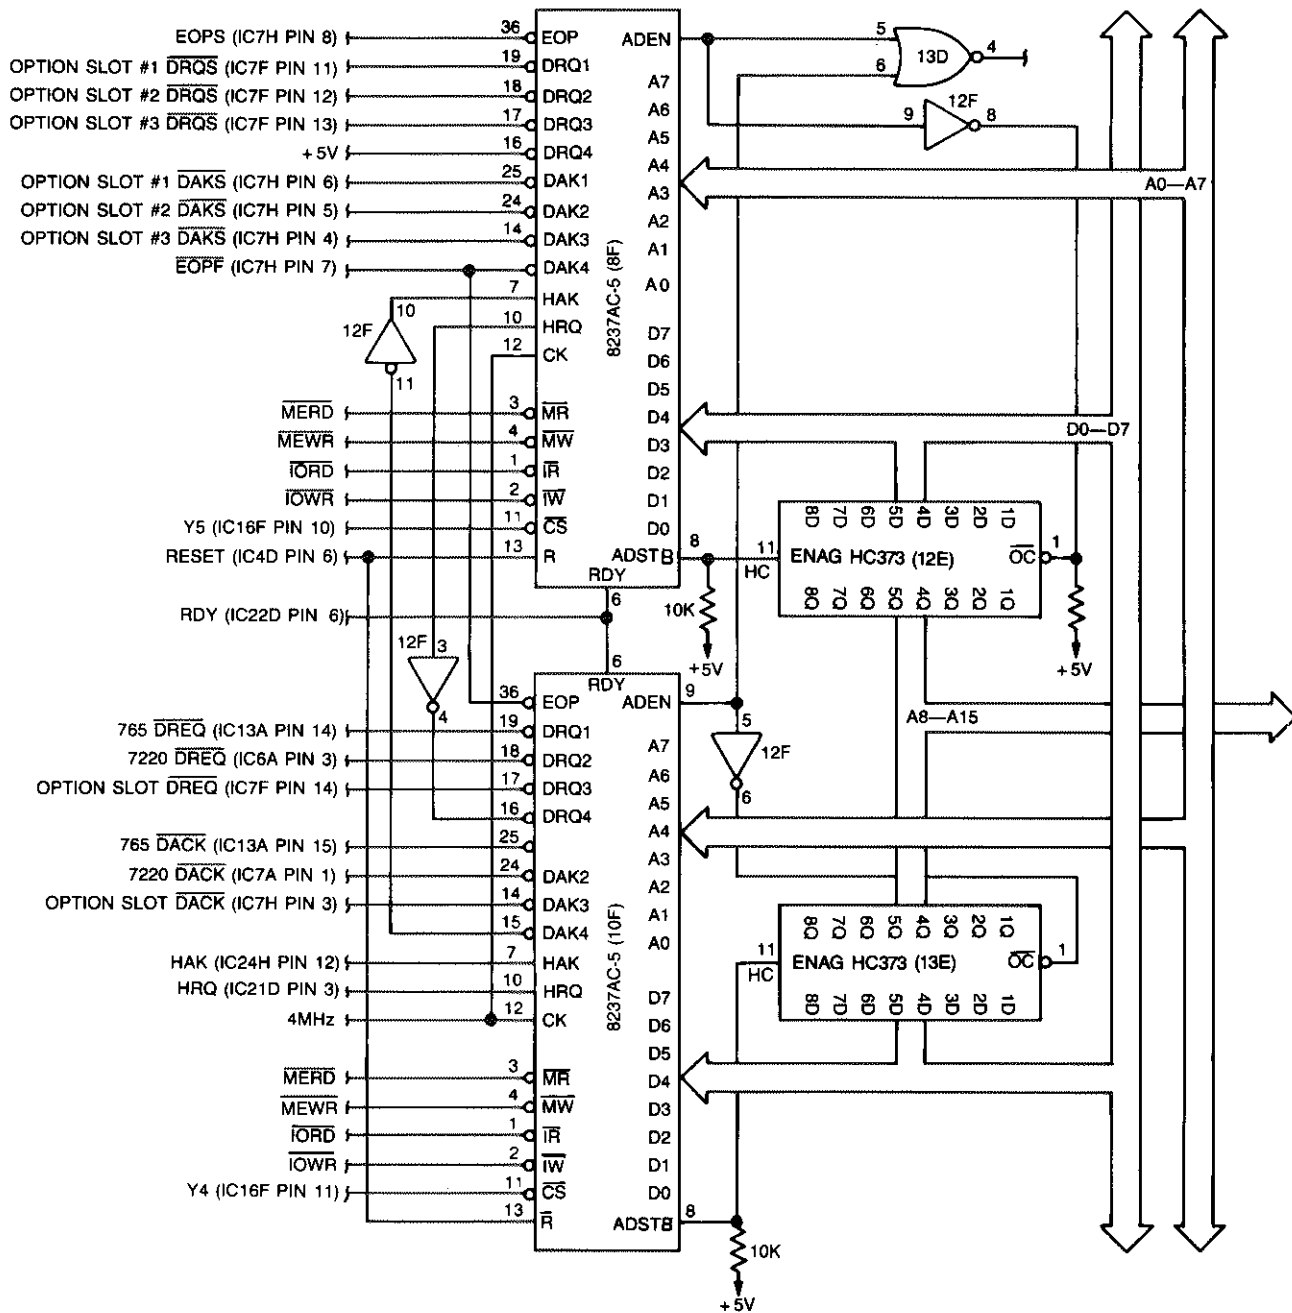 EOPS (IC7H PIN 8) 36 EOP ADEN 5 4
OPTION SLOT #1 DRQS (IC7F PIN 11) 19 DRQ1 13D
OPTION SLOT #2 DRQS (IC7F PIN 12) 18 DRQ2 A7 6
OPTION SLOT #3 DRQS (IC7F PIN 13) 17 DRQ3 A6 12F
+5V 16 DRQ4 A5 9 8
OPTION SLOT #1 DAKS (IC7H PIN 6) 25 DAK1 A4
OPTION SLOT #2 DAKS (IC7H PIN 5) 24 DAK2 A3 A0—A7
OPTION SLOT #3 DAKS (IC7H PIN 4) 14 DAK3 A2
EOPF (IC7H PIN 7) DAK4 A1
7 HAK A0
10
12F 10 HRQ 8237AC-5 (8F) D7
12 CK D6
11 D5
MERD 3 MR D4
MEWR 4 MW D3 D0—D7
IORD 1 IR D2
IOWR 2 IW D1
Y5 (IC16F PIN 10) 11 CS D0
RESET (IC4D PIN 6) 13 R ADSTB 8
8D 7D 6D 5D 4D 3D 2D 1D
11 HC ENAG HC373 (12E) OC 1
8Q 7Q 6Q 5Q 4Q 3Q 2Q 1Q
RDY
RDY (IC22D PIN 6) 6
10K
+5V +5V
12F 3 6
4 RDY
36 EOP ADEN 9
765 DREQ (IC13A PIN 14) 19 DRQ1 A8—A15
7220 DREQ (IC6A PIN 3) 18 DRQ2 A7 5 12F
OPTION SLOT DREQ (IC7F PIN 14) 17 DRQ3 A6 6
16 DRQ4 A5
765 DACK (IC13A PIN 15) 25 A4
7220 DACK (IC7A PIN 1) 24 DAK2 A3
OPTION SLOT DACK (IC7H PIN 3) 14 DAK3 A2
15 DAK4 A1
HAK (IC24H PIN 12) 7 HAK A0
8Q 7Q 6Q 5Q 4Q 3Q 2Q 1Q
11 HC ENAG HC373 (13E) OC 1
8D 7D 6D 5D 4D 3D 2D 1D
HRQ (IC21D PIN 3) 10 HRQ 8237AC-5 (10F) D7
4MHz 12 CK D6
D5
MERD 3 MR D4
MEWR 4 MW D3
IORD 1 IR D2
IOWR 2 IW D1
Y4 (IC16F PIN 11) 11 CS D0
13 R ADSTB 8
10K
+5V